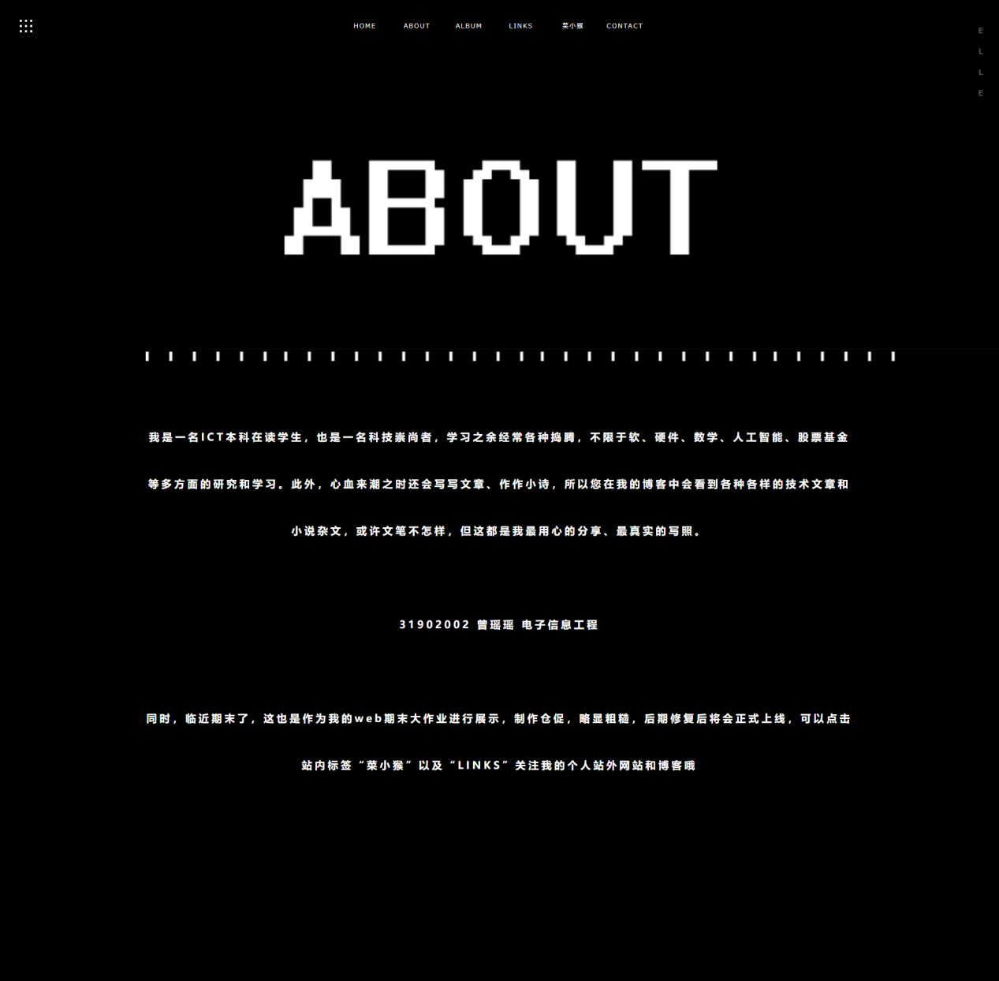 HOME ABOUT ALBUM LINKS 菜小猴 CONTACT
E
L
L
E
ABOUT
我是一名ICT本科在读学生，也是一名科技崇尚者，学习之余经常各种捣腾，不限于软、硬件、数学、人工智能、股票基金
等多方面的研究和学习。此外，心血来潮之时还会写写文章、作作小诗，所以您在我的博客中会看到各种各样的技术文章和
小说杂文，或许文笔不怎样，但这都是我最用心的分享、最真实的写照。
31902002 曾瑶瑶 电子信息工程
同时，临近期末了，这也是作为我的web期末大作业进行展示，制作仓促，略显粗糙，后期修复后将会正式上线，可以点击
站内标签“菜小猴”以及“LINKS”关注我的个人站外网站和博客哦